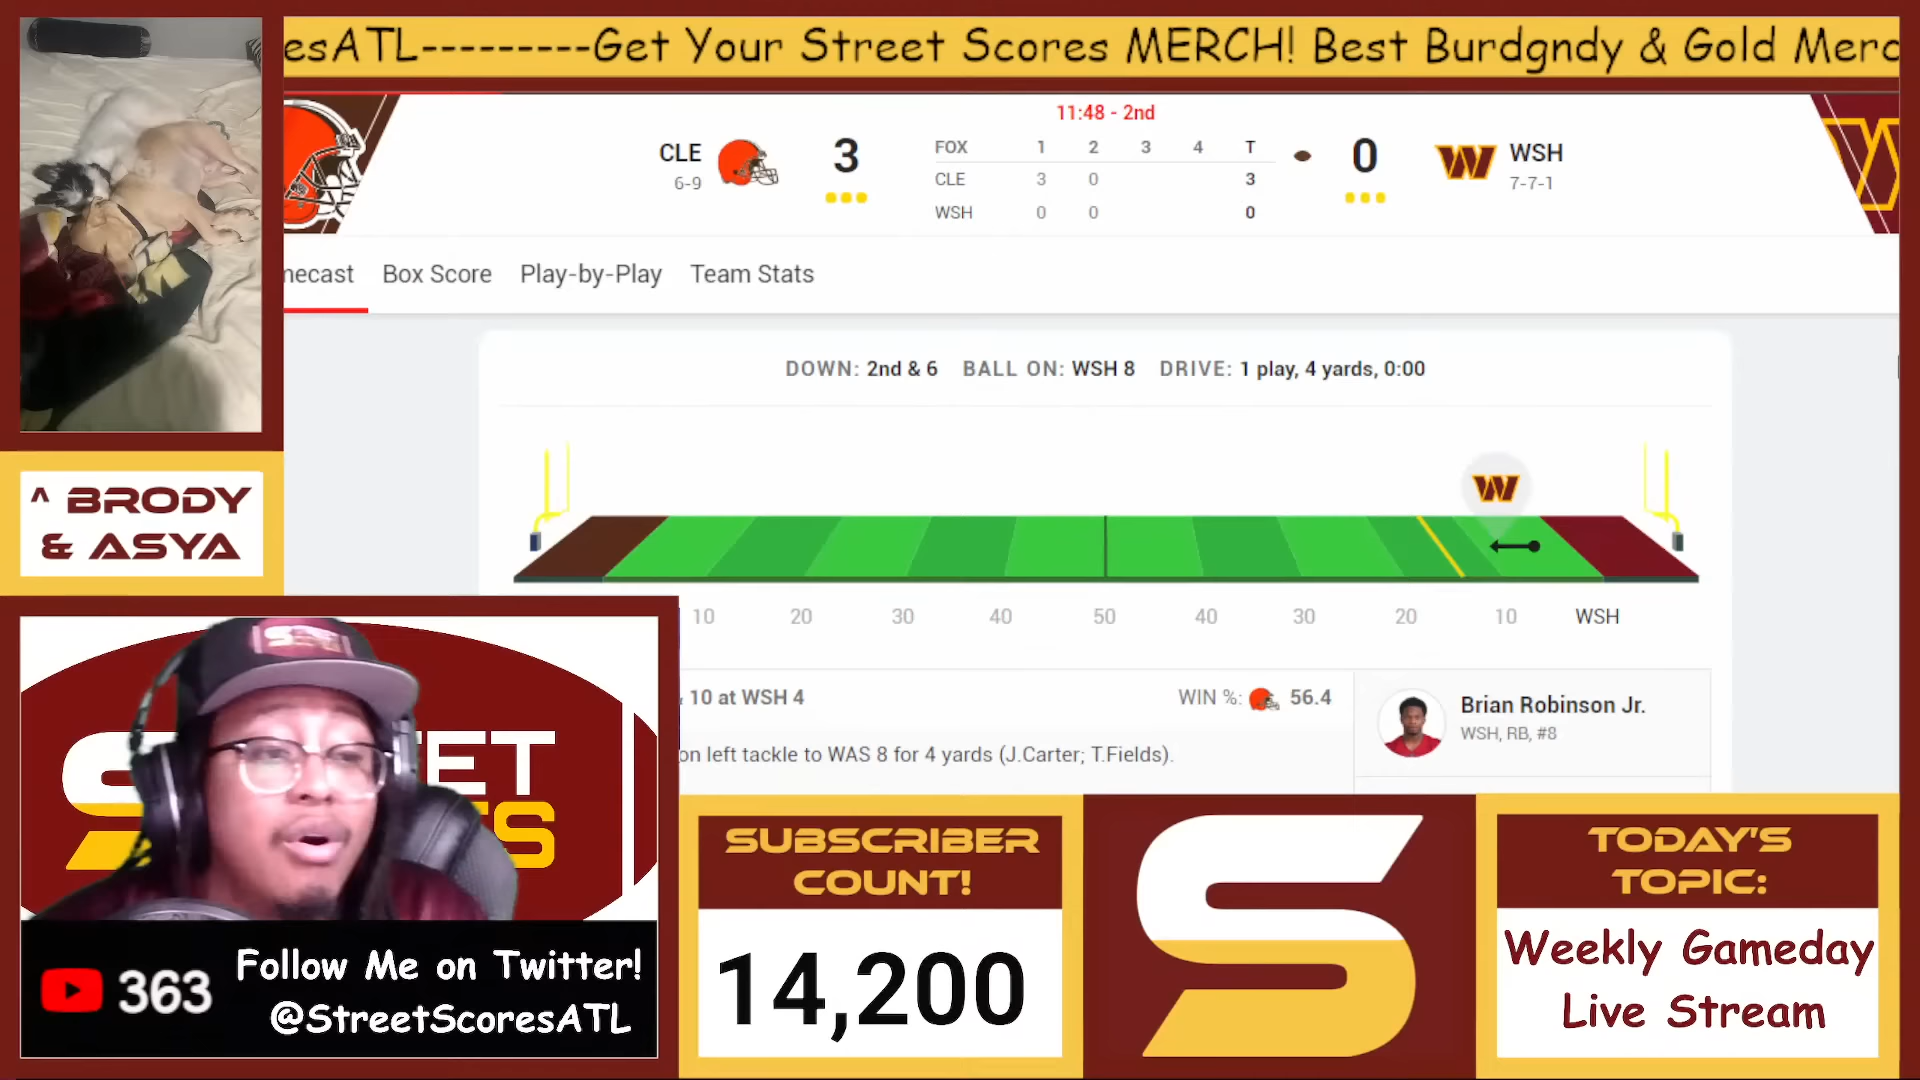 esATL---------Get Your Street Scores MERCH! Best Burdgndy & Gold Merc
11:48 - 2nd
CLE
6-9
3
FOX 1 2 3 4 T
CLE 3 0 3
WSH 0 0 0
0
WSH
7-7-1
necast Box Score Play-by-Play Team Stats
DOWN: 2nd & 6 BALL ON: WSH 8 DRIVE: 1 play, 4 yards, 0:00
^ BRODY
& ASYA
W
10 20 30 40 50 40 30 20 10 WSH
10 at WSH 4
WIN %: 56.4
on left tackle to WAS 8 for 4 yards (J.Carter; T.Fields).
Brian Robinson Jr.
WSH, RB, #8
ET
ES
363
Follow Me on Twitter!
@StreetScoresATL
SUBSCRIBER
COUNT!
14,200
S
TODAY'S
TOPIC:
Weekly Gameday
Live Stream